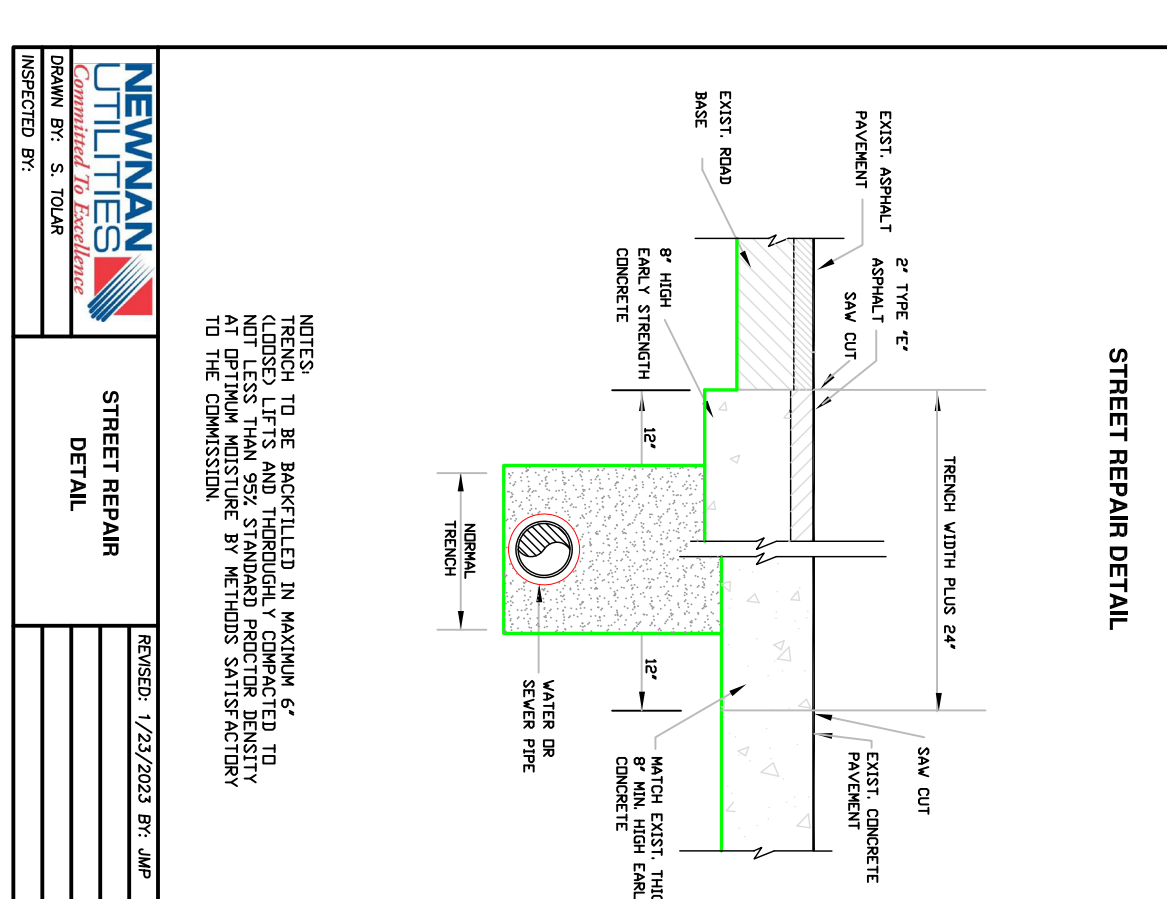 STREET REPAIR DETAIL
EXIST. ASPHALT
PAVEMENT
2" TYPE "E"
ASPHALT
SAW CUT
EXIST. ROAD
BASE
8" HIGH
EARLY STRENGTH
CONCRETE
TRENCH WIDTH PLUS 24"
SAW CUT
EXIST. CONCRETE
PAVEMENT
12"
12"
MATCH EXIST.
8" MIN. HIGH
CONCRETE
NORMAL
TRENCH
WATER OR
SEWER PIPE
NOTES:
TRENCH TO BE BACKFILLED IN MAXIMUM 6"
(LOOSE) LIFTS AND THOROUGHLY COMPACTED TO
NOT LESS THAN 95% STANDARD PROCTOR DENSITY
AT OPTIMUM MOISTURE BY METHODS SATISFACTORY
TO THE COMMISSION.
NEWNAN
UTILITIES
Committed To Excellence
DRAWN BY: S. TOLAR
INSPECTED BY:
STREET REPAIR
DETAIL
REVISED: 1/23/2023 BY: JMP